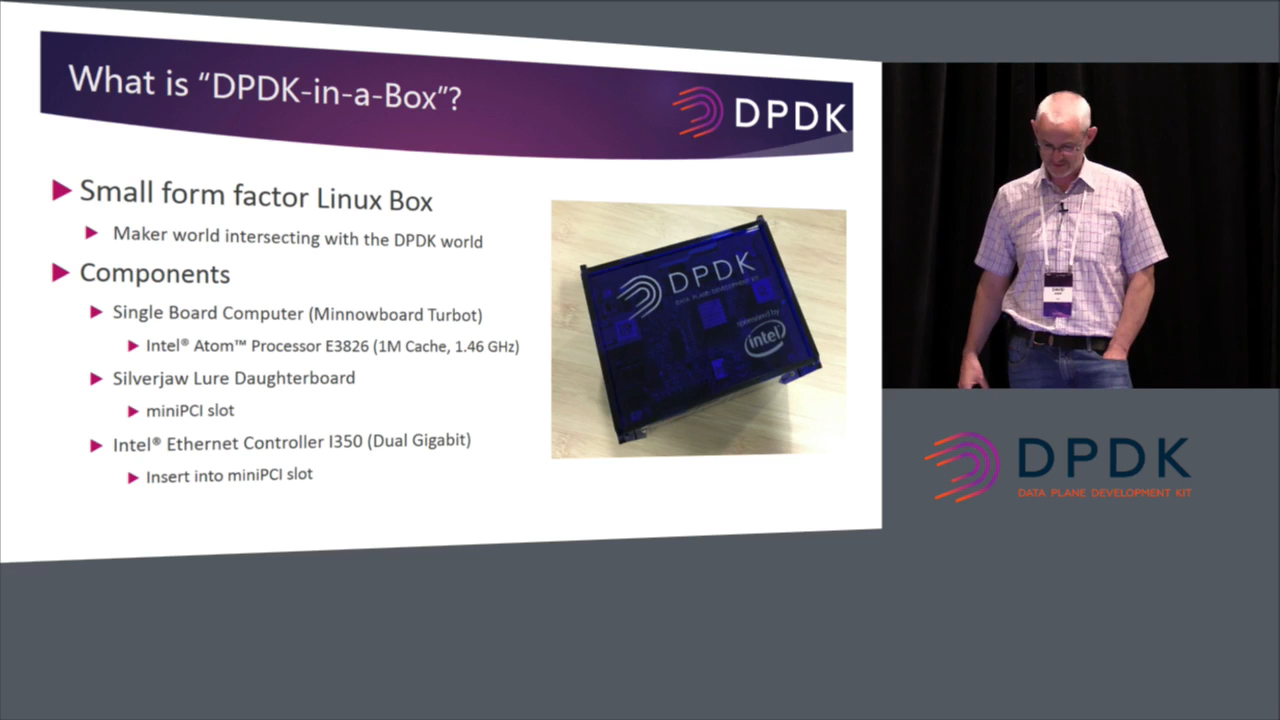 What is “DPDK-in-a-Box”?
DPDK
Small form factor Linux Box
Maker world intersecting with the DPDK world
Components
Single Board Computer (Minnowboard Turbot)
Intel® Atom™ Processor E3826 (1M Cache, 1.46 GHz)
Silverjaw Lure Daughterboard
miniPCI slot
Intel® Ethernet Controller I350 (Dual Gigabit)
Insert into miniPCI slot
DPDK
DATA PLANE DEVELOPMENT KIT
sponsored by
intel
DAVID
DPDK
DATA PLANE DEVELOPMENT KIT